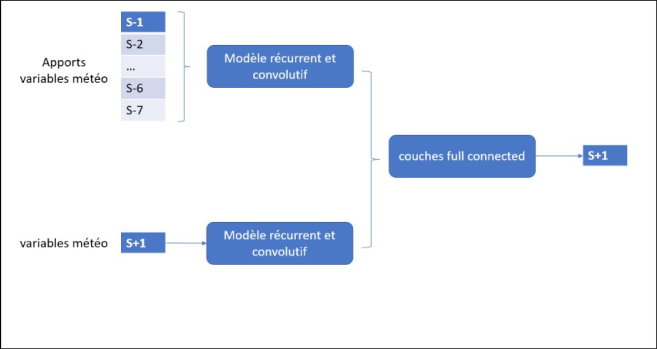 S-1
S-2
Apports
variables météo
...
S-6
S-7
Modèle récurrent et
convolutif
couches full connected
S+1
variables météo
S+1
Modèle récurrent et
convolutif